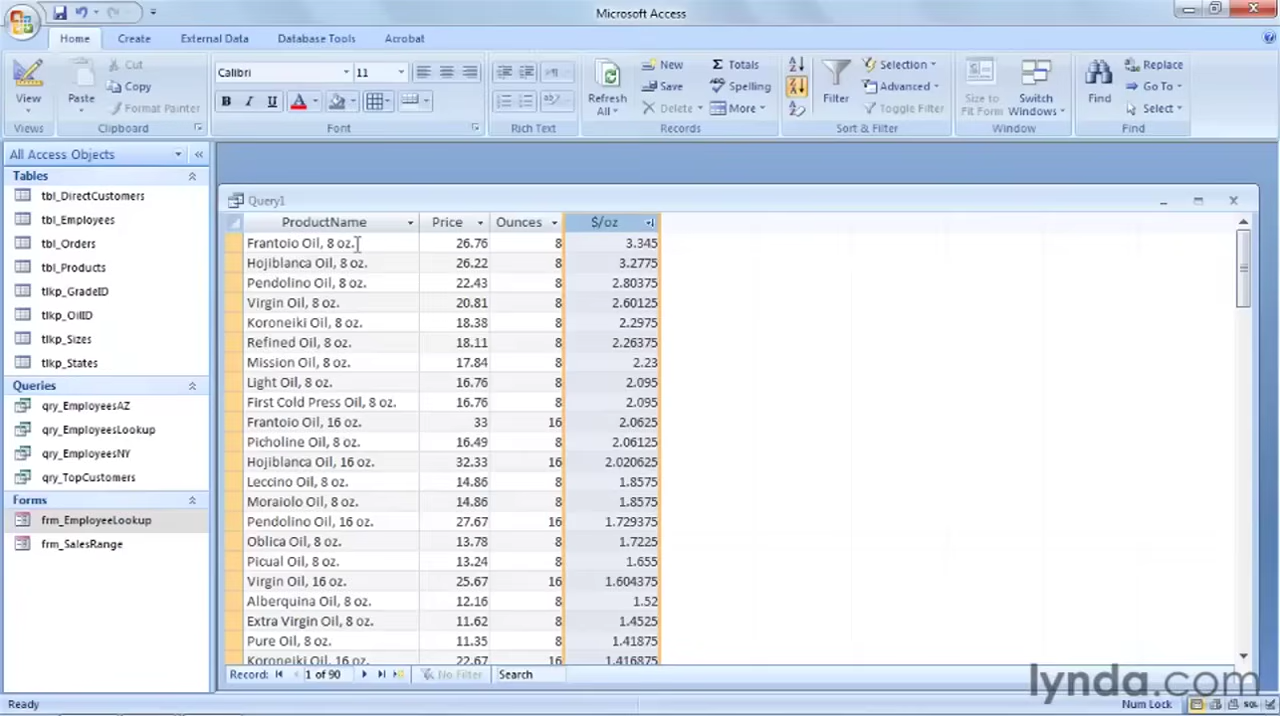 Microsoft Access
Home Create External Data Database Tools Acrobat
View
Views
Paste
Cut
Copy
Format Painter
Clipboard
Calibri 11
B I U A
Font
Rich Text
Refresh All
New
Save
Delete
Totals
Spelling
More
Records
Filter
Selection
Advanced
Toggle Filter
Sort & Filter
Size to Fit Form
Switch Windows
Window
Find
Replace
Go To
Select
Find
All Access Objects
Tables
tbl_DirectCustomers
tbl_Employees
tbl_Orders
tbl_Products
tlkp_GradeID
tlkp_OilID
tlkp_Sizes
tlkp_States
Queries
qry_EmployeesAZ
qry_EmployeesLookup
qry_EmployeesNY
qry_TopCustomers
Forms
frm_EmployeeLookup
frm_SalesRange
Query1
ProductName Price Ounces $/oz
Frantoio Oil, 8 oz. 26.76 8 3.345
Hojiblanca Oil, 8 oz. 26.22 8 3.2775
Pendolino Oil, 8 oz. 22.43 8 2.80375
Virgin Oil, 8 oz. 20.81 8 2.60125
Koroneiki Oil, 8 oz. 18.38 8 2.2975
Refined Oil, 8 oz. 18.11 8 2.26375
Mission Oil, 8 oz. 17.84 8 2.23
Light Oil, 8 oz. 16.76 8 2.095
First Cold Press Oil, 8 oz. 16.76 8 2.095
Frantoio Oil, 16 oz. 33 16 2.0625
Picholine Oil, 8 oz. 16.49 8 2.06125
Hojiblanca Oil, 16 oz. 32.33 16 2.020625
Leccino Oil, 8 oz. 14.86 8 1.8575
Moraiolo Oil, 8 oz. 14.86 8 1.8575
Pendolino Oil, 16 oz. 27.67 16 1.729375
Oblica Oil, 8 oz. 13.78 8 1.7225
Picual Oil, 8 oz. 13.24 8 1.655
Virgin Oil, 16 oz. 25.67 16 1.604375
Alberquina Oil, 8 oz. 12.16 8 1.52
Extra Virgin Oil, 8 oz. 11.62 8 1.4525
Pure Oil, 8 oz. 11.35 8 1.41875
Koroneiki Oil, 16 oz. 22.67 16 1.416875
Record: 1 of 90 No Filter Search
lynda.com
Ready Num Lock SQL